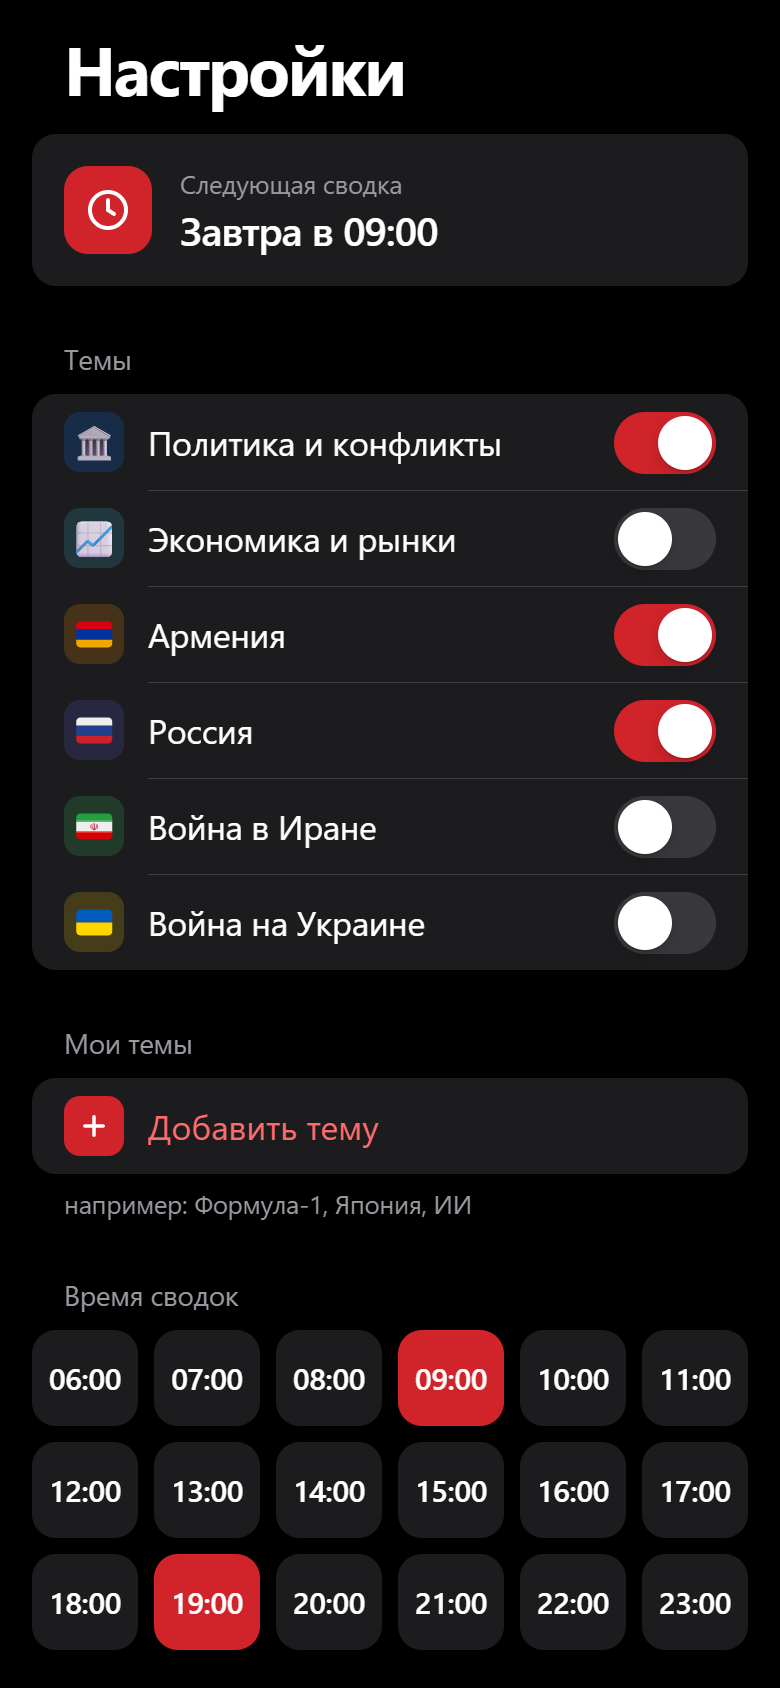 Настройки
Следующая сводка
Завтра в 09:00
Темы
Политика и конфликты
Экономика и рынки
Армения
Россия
Война в Иране
Война на Украине
Мои темы
Добавить тему
например: Формула-1, Япония, ИИ
Время сводок
06:00 07:00 08:00 09:00 10:00 11:00
12:00 13:00 14:00 15:00 16:00 17:00
18:00 19:00 20:00 21:00 22:00 23:00